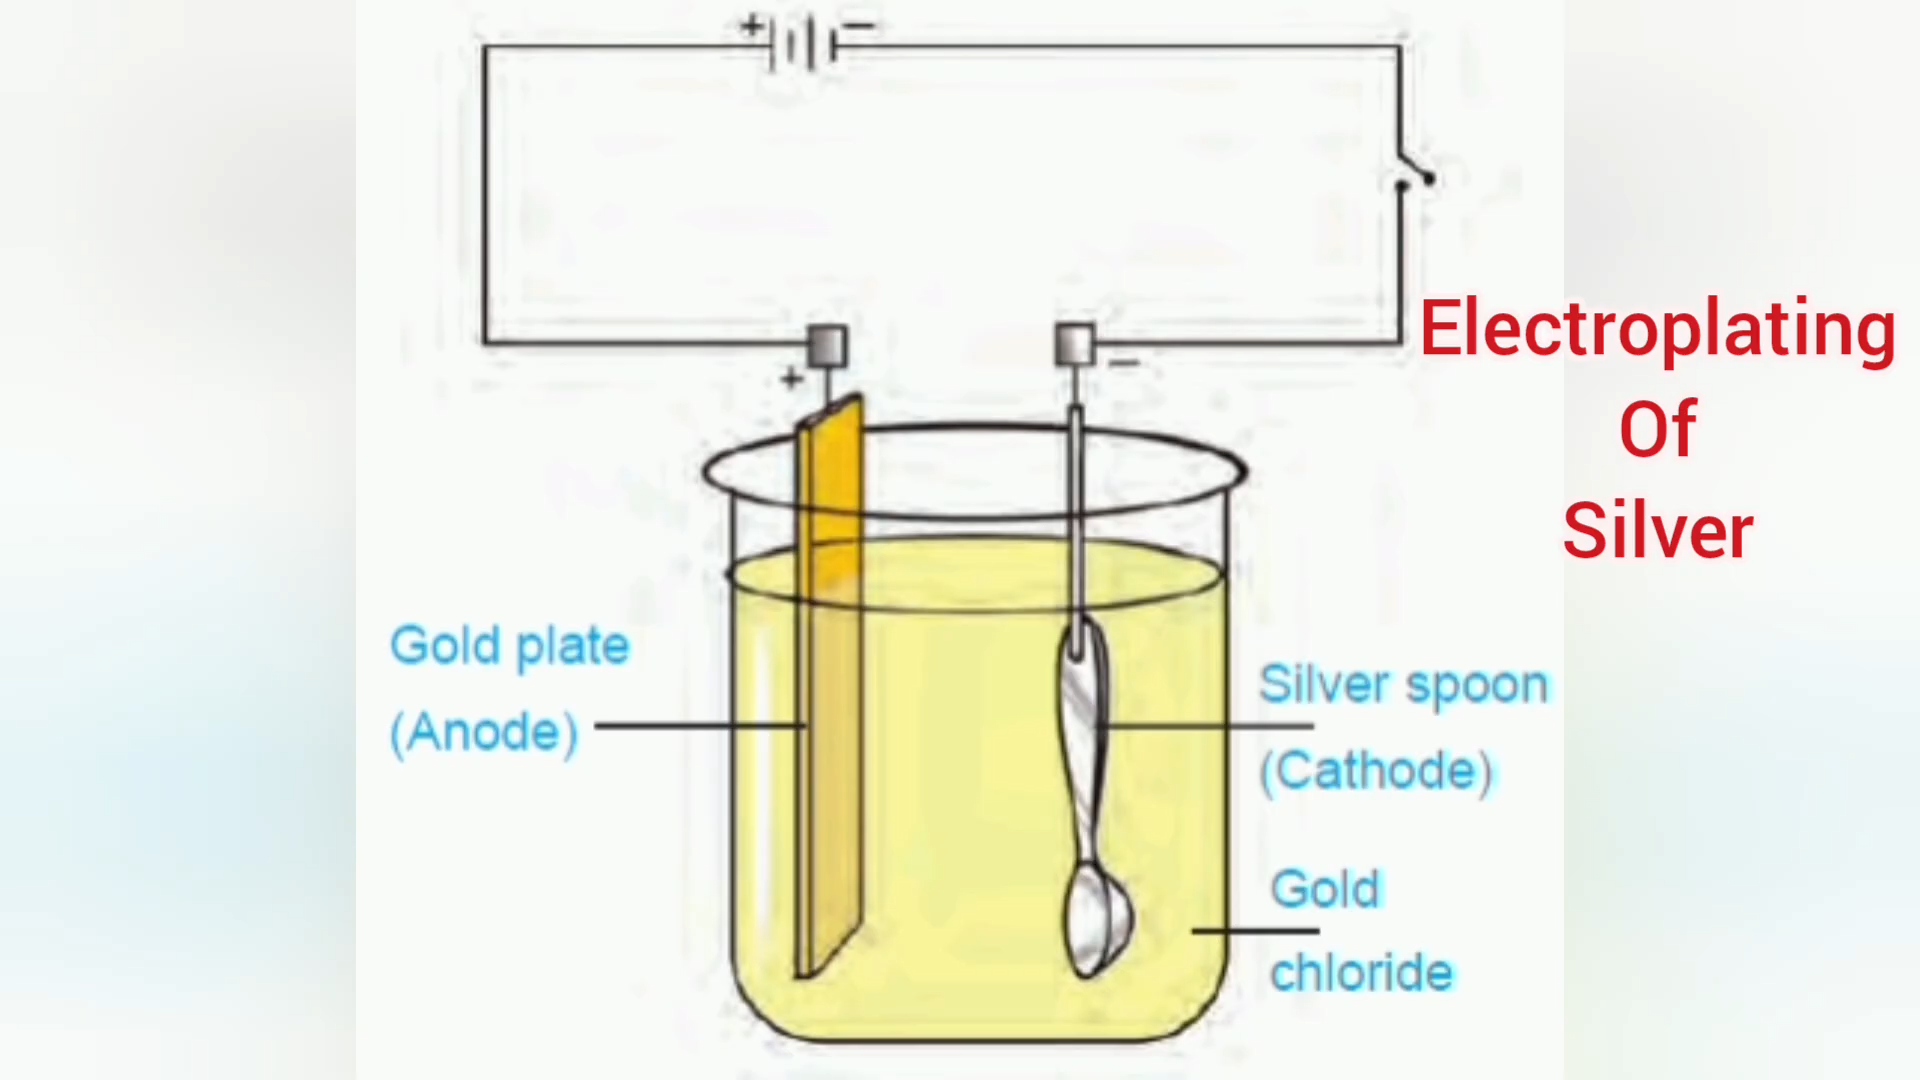 + −
+
−
Electroplating
Of
Silver
Gold plate
(Anode)
Silver spoon
(Cathode)
Gold
chloride